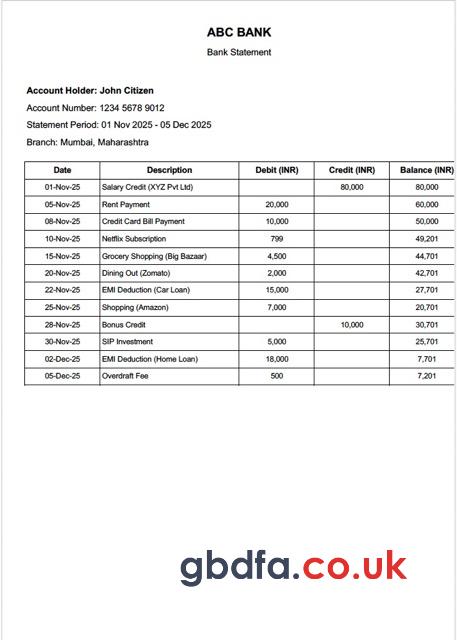 ABC BANK
Bank Statement
Account Holder: John Citizen
Account Number: 1234 5678 9012
Statement Period: 01 Nov 2025 - 05 Dec 2025
Branch: Mumbai, Maharashtra
Date Description Debit (INR) Credit (INR) Balance (INR)
01-Nov-25 Salary Credit (XYZ Pvt Ltd) 80,000 80,000
05-Nov-25 Rent Payment 20,000 60,000
08-Nov-25 Credit Card Bill Payment 10,000 50,000
10-Nov-25 Netflix Subscription 799 49,201
15-Nov-25 Grocery Shopping (Big Bazaar) 4,500 44,701
20-Nov-25 Dining Out (Zomato) 2,000 42,701
22-Nov-25 EMI Deduction (Car Loan) 15,000 27,701
25-Nov-25 Shopping (Amazon) 7,000 20,701
28-Nov-25 Bonus Credit 10,000 30,701
30-Nov-25 SIP Investment 5,000 25,701
02-Dec-25 EMI Deduction (Home Loan) 18,000 7,701
05-Dec-25 Overdraft Fee 500 7,201
gbdfa.co.uk